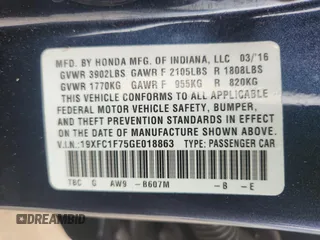 MFD. BY HONDA MFG. OF INDIANA, LLC 03/16
GVWR 3902LBS GAWR F 2105LBS R 1808LBS
GVWR 1770KG GAWR F 955KG R 820KG
THIS VEHICLE CONFORMS TO ALL APPLICABLE
FEDERAL MOTOR VEHICLE SAFETY, BUMPER,
AND THEFT PREVENTION STANDARDS IN
EFFECT ON THE DATE OF MANUFACTURE
SHOWN ABOVE.
V.I.N.: 19XFC1F75GE018863 TYPE: PASSENGER CAR
TBC G AW9 -B607M -B -E
© DREAMBID